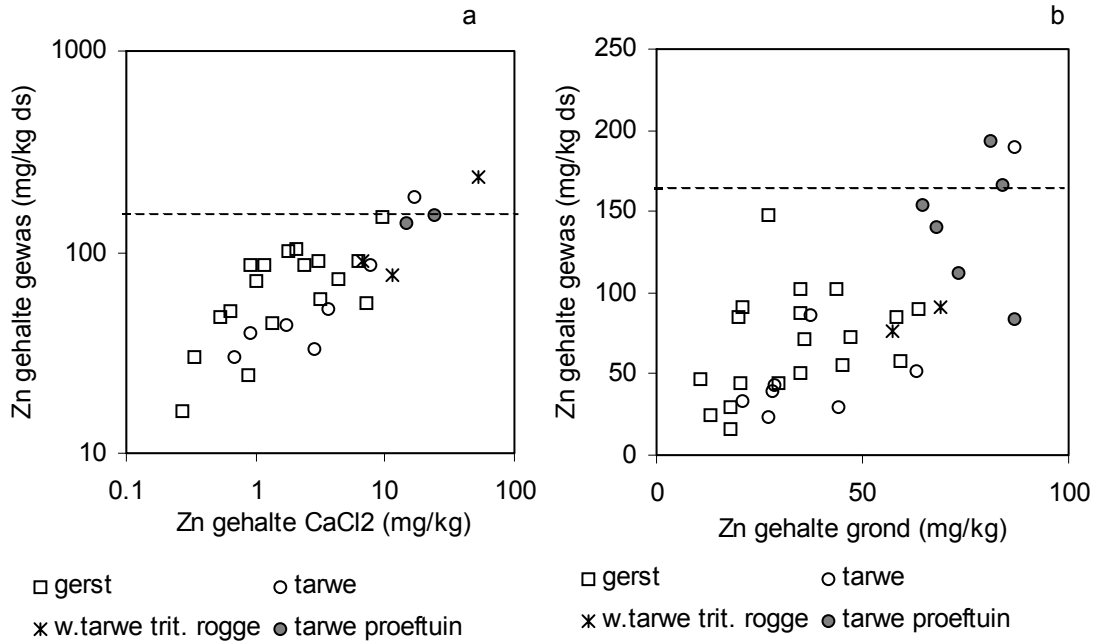 a
1000
100
10
0.1
1
10
100
Zn gehalte gewas (mg/kg ds)
Zn gehalte CaCl2 (mg/kg)
gerst
tarwe
w.tarwe trit. rogge
tarwe proeftuin
b
250
200
150
100
50
0
0
50
100
Zn gehalte gewas (mg/kg ds)
Zn gehalte grond (mg/kg)
gerst
tarwe
w.tarwe trit. rogge
tarwe proeftuin